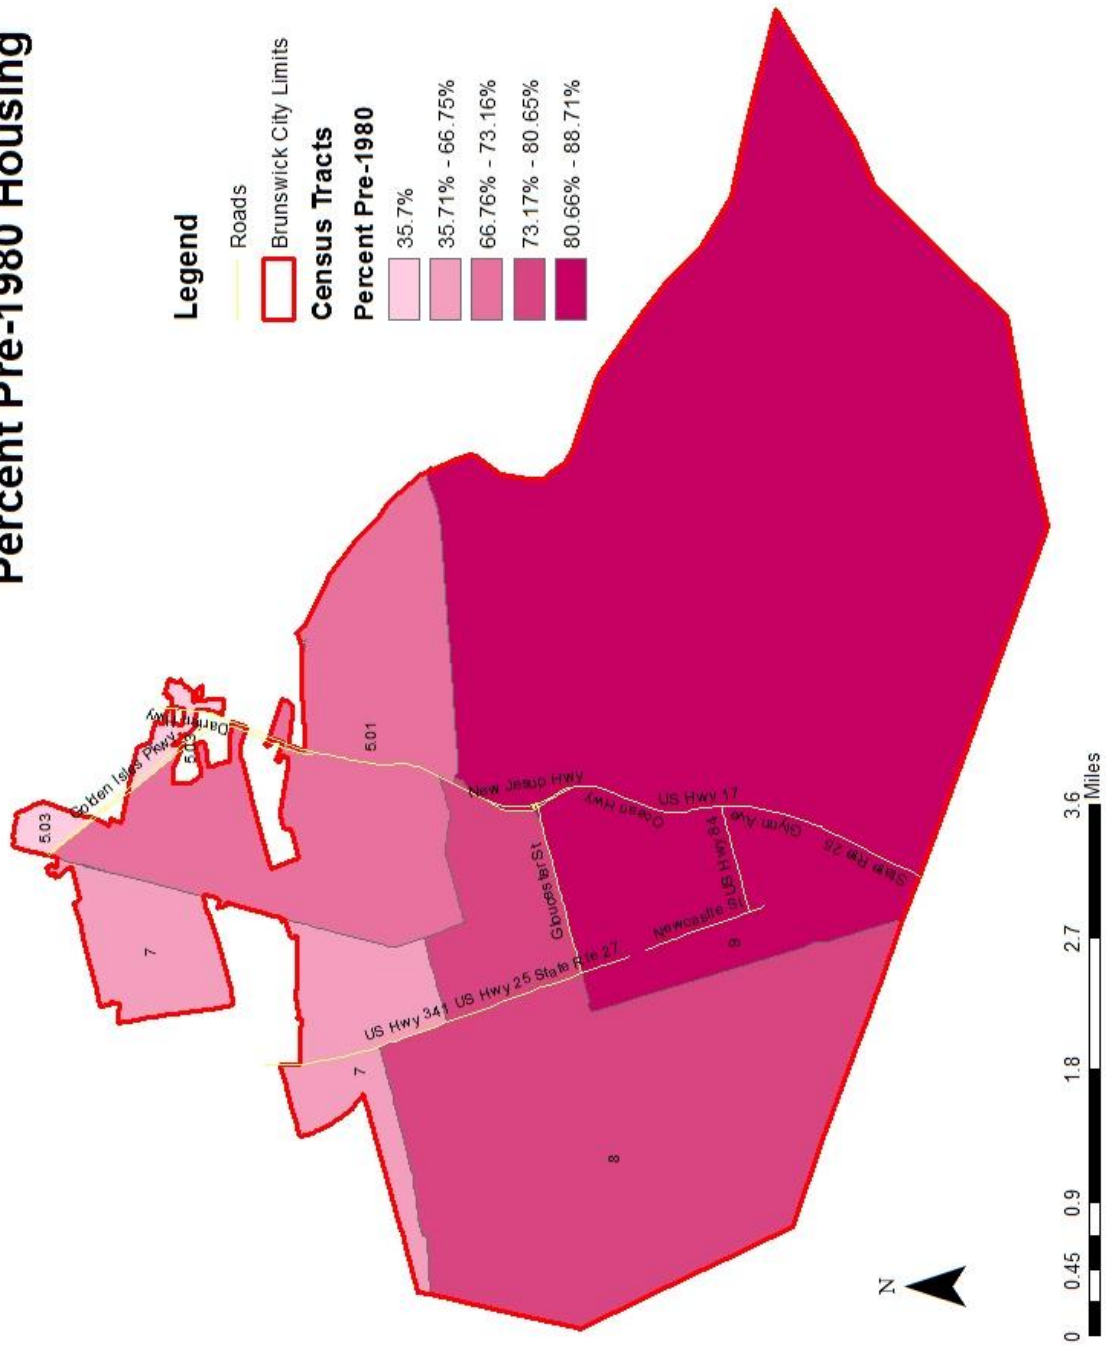 Percent Pre-1980 Housing
Legend
Roads
Brunswick City Limits
Census Tracts
Percent Pre-1980
35.7%
35.71% - 66.75%
66.76% - 73.16%
73.17% - 80.65%
80.66% - 88.71%
5.03
Golden Isles Pkwy
Darien Hwy
5.03
7
5.01
7
US Hwy 341
US Hwy 25
State Rte 27
New Jesup Hwy
Gloucester St
Ocean Hwy
US Hwy 17
US Hwy 84
Glynn Ave
Newcastle St
State Rte 25
9
8
N
0 0.45 0.9 1.8 2.7 3.6
Miles